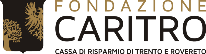 FONDAZIONE
CARITRO
CASSA DI RISPARMIO DI TRENTO E ROVERETO